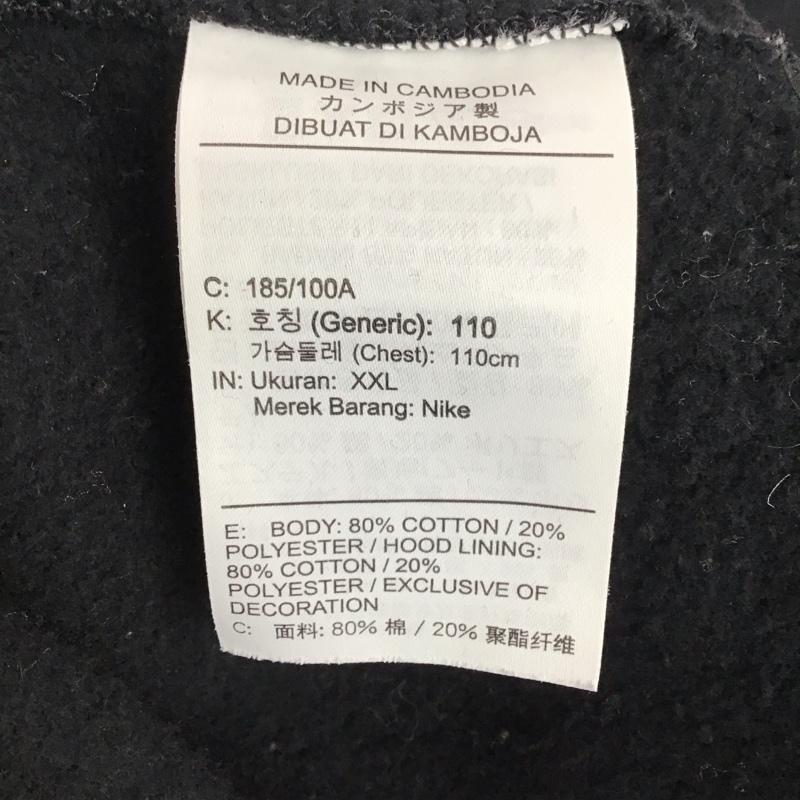 MADE IN CAMBODIA
カンボジア製
DIBUAT DI KAMBOJA
C: 185/100A
K: 호칭 (Generic): 110
가슴둘레 (Chest): 110cm
IN: Ukuran: XXL
Merek Barang: Nike
E: BODY: 80% COTTON / 20%
POLYESTER / HOOD LINING:
80% COTTON / 20%
POLYESTER / EXCLUSIVE OF
DECORATION
C: 面料: 80% 棉 / 20% 聚酯纤维